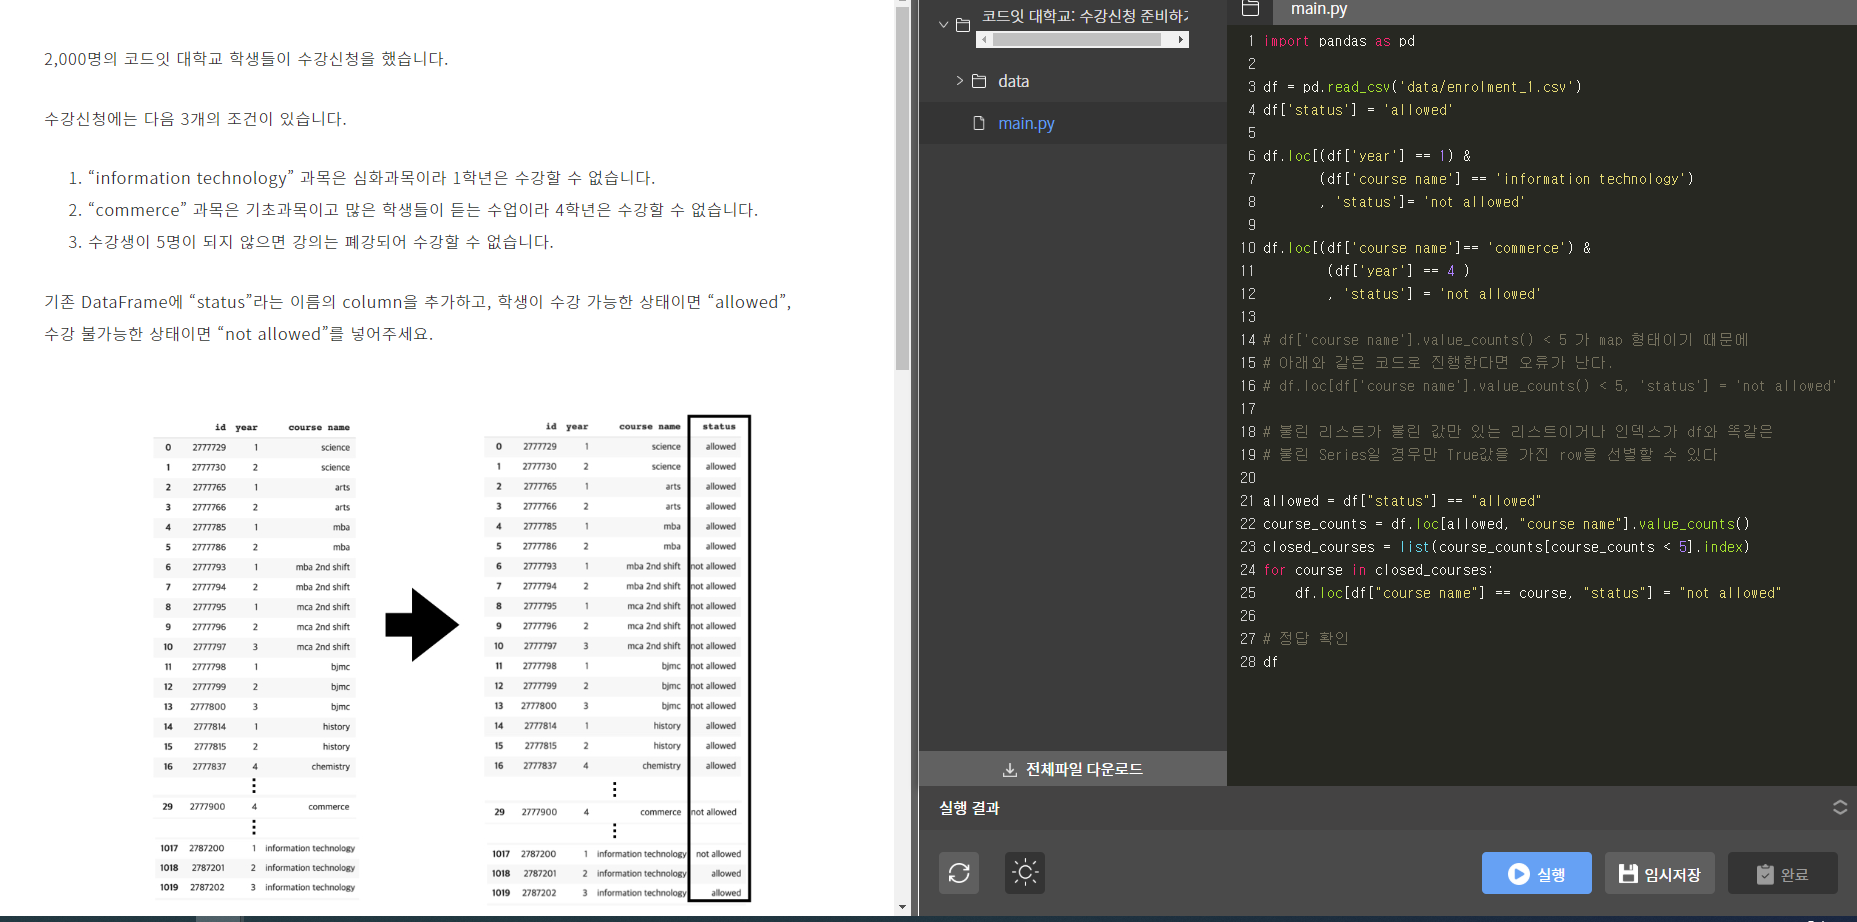 2,000명의 코드잇 대학교 학생들이 수강신청을 했습니다.
수강신청에는 다음 3개의 조건이 있습니다.
1. “information technology” 과목은 심화과목이라 1학년은 수강할 수 없습니다.
2. “commerce” 과목은 기초과목이고 많은 학생들이 듣는 수업이라 4학년은 수강할 수 없습니다.
3. 수강생이 5명이 되지 않으면 강의는 폐강되어 수강할 수 없습니다.
기존 DataFrame에 “status”라는 이름의 column을 추가하고, 학생이 수강 가능한 상태이면 “allowed”,
수강 불가능한 상태이면 “not allowed”를 넣어주세요.
id year course name
0 2777729 1 science
1 2777730 2 science
2 2777765 1 arts
3 2777766 2 arts
4 2777785 1 mba
5 2777786 2 mba
6 2777793 1 mba 2nd shift
7 2777794 2 mba 2nd shift
8 2777795 1 mca 2nd shift
9 2777796 2 mca 2nd shift
10 2777797 3 mca 2nd shift
11 2777798 1 bjmc
12 2777799 2 bjmc
13 2777800 3 bjmc
14 2777814 1 history
15 2777815 2 history
16 2777837 4 chemistry
29 2777900 4 commerce
1017 2787200 1 information technology
1018 2787201 2 information technology
1019 2787202 3 information technology
id year course name status
0 2777729 1 science allowed
1 2777730 2 science allowed
2 2777765 1 arts allowed
3 2777766 2 arts allowed
4 2777785 1 mba allowed
5 2777786 2 mba allowed
6 2777793 1 mba 2nd shift not allowed
7 2777794 2 mba 2nd shift not allowed
8 2777795 1 mca 2nd shift not allowed
9 2777796 2 mca 2nd shift not allowed
10 2777797 3 mca 2nd shift not allowed
11 2777798 1 bjmc not allowed
12 2777799 2 bjmc not allowed
13 2777800 3 bjmc not allowed
14 2777814 1 history allowed
15 2777815 2 history allowed
16 2777837 4 chemistry allowed
29 2777900 4 commerce not allowed
1017 2787200 1 information technology not allowed
1018 2787201 2 information technology allowed
1019 2787202 3 information technology allowed
코드잇 대학교: 수강신청 준비하기
data
main.py
전체파일 다운로드
main.py
1 import pandas as pd
2
3 df = pd.read_csv('data/enrolment_1.csv')
4 df['status'] = 'allowed'
5
6 df.loc[(df['year'] == 1) &
7 (df['course name'] == 'information technology')
8 , 'status']= 'not allowed'
9
10 df.loc[(df['course name']== 'commerce') &
11 (df['year'] == 4 )
12 , 'status'] = 'not allowed'
13
14 # df['course name'].value_counts() < 5 가 map 형태이기 때문에
15 # 아래와 같은 코드로 진행한다면 오류가 난다.
16 # df.loc[df['course name'].value_counts() < 5, 'status'] = 'not allowed'
17
18 # 불린 리스트가 불린 값만 있는 리스트이거나 인덱스가 df와 똑같은
19 # 불린 Series일 경우만 True값을 가진 row을 선별할 수 있다
20
21 allowed = df["status"] == "allowed"
22 course_counts = df.loc[allowed, "course name"].value_counts()
23 closed_courses = list(course_counts[course_counts < 5].index)
24 for course in closed_courses:
25 df.loc[df["course name"] == course, "status"] = "not allowed"
26
27 # 정답 확인
28 df
실행 결과
실행
임시저장
완료